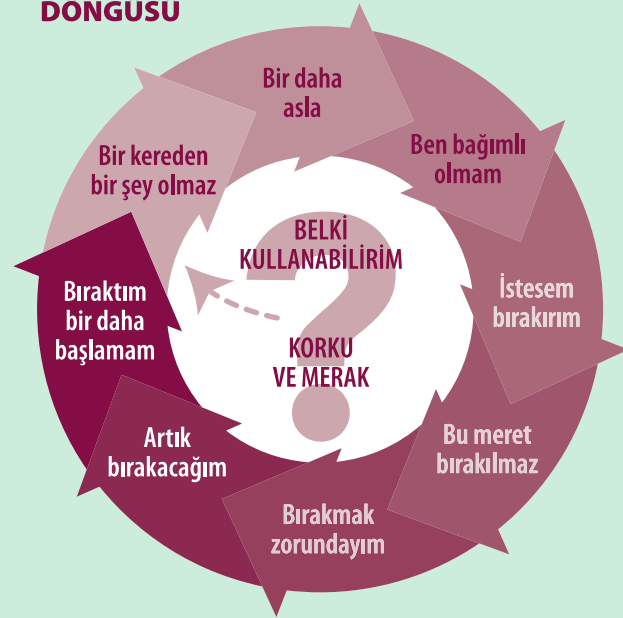 DÖNGÜSÜ
Bir kereden
bir şey olmaz
Bir daha
asla
Ben bağımlı
olmam
İstesem
bırakırım
Bu meret
bırakılmaz
Bırakmak
zorundayım
Artık
bırakacağım
Bıraktım
bir daha
başlamam
BELKİ
KULLANABİLİRİM
KORKU
VE MERAK